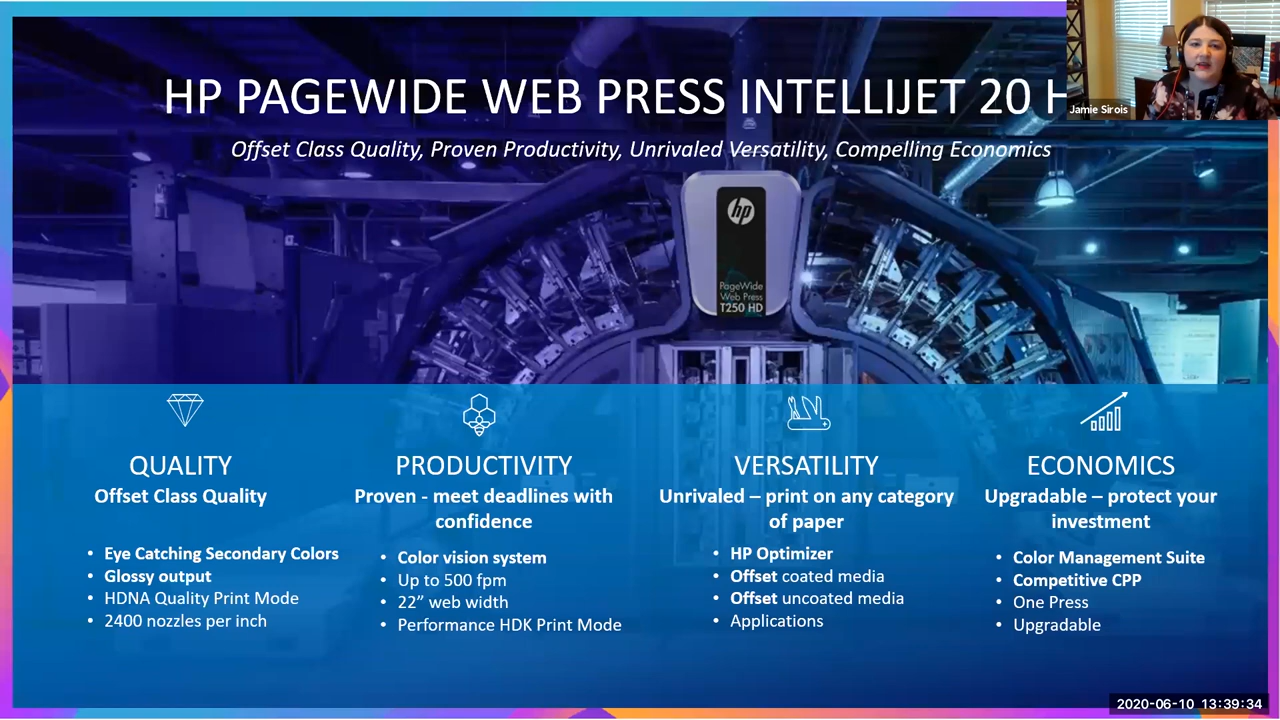 HP PAGEWIDE WEB PRESS INTELLIJET 20 H
Jamie Sirois
Offset Class Quality, Proven Productivity, Unrivaled Versatility, Compelling Economics
hp
PageWide
Web Press
T250 HD
QUALITY
Offset Class Quality
• Eye Catching Secondary Colors
• Glossy output
• HDNA Quality Print Mode
• 2400 nozzles per inch
PRODUCTIVITY
Proven - meet deadlines with
confidence
• Color vision system
• Up to 500 fpm
• 22” web width
• Performance HDK Print Mode
VERSATILITY
Unrivaled – print on any category
of paper
• HP Optimizer
• Offset coated media
• Offset uncoated media
• Applications
ECONOMICS
Upgradable – protect your
investment
• Color Management Suite
• Competitive CPP
• One Press
• Upgradable
2020-06-10 13:39:34